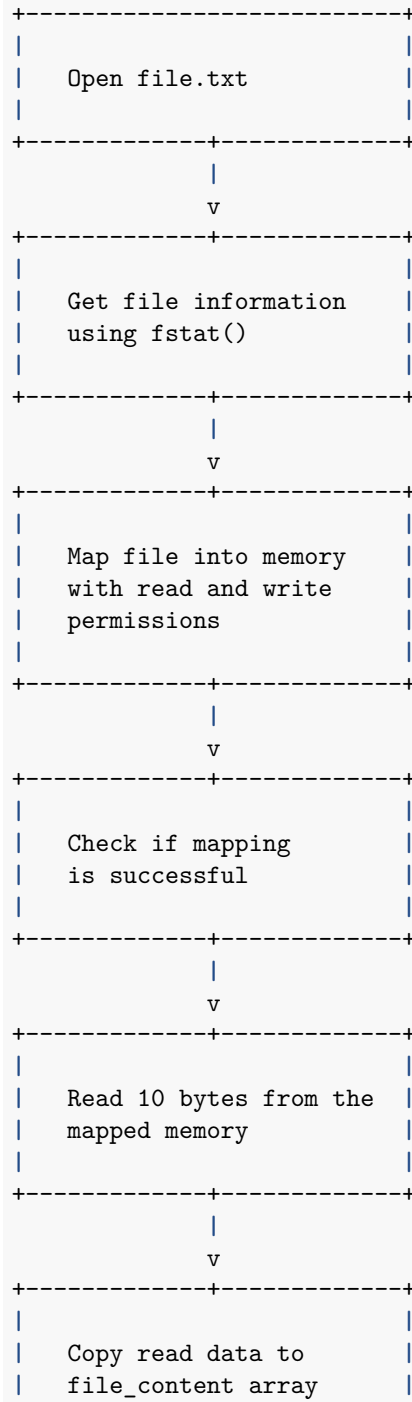 +-------------------------+
|                         |
|   Open file.txt         |
|                         |
+------------+------------+
             |
             v
+------------+------------+
|                         |
|   Get file information  |
|   using fstat()         |
|                         |
+------------+------------+
             |
             v
+------------+------------+
|                         |
|   Map file into memory  |
|   with read and write   |
|   permissions           |
|                         |
+------------+------------+
             |
             v
+------------+------------+
|                         |
|   Check if mapping      |
|   is successful         |
|                         |
+------------+------------+
             |
             v
+------------+------------+
|                         |
|   Read 10 bytes from the |
|   mapped memory         |
|                         |
+------------+------------+
             |
             v
+------------+------------+
|                         |
|   Copy read data to     |
|   file_content array    |